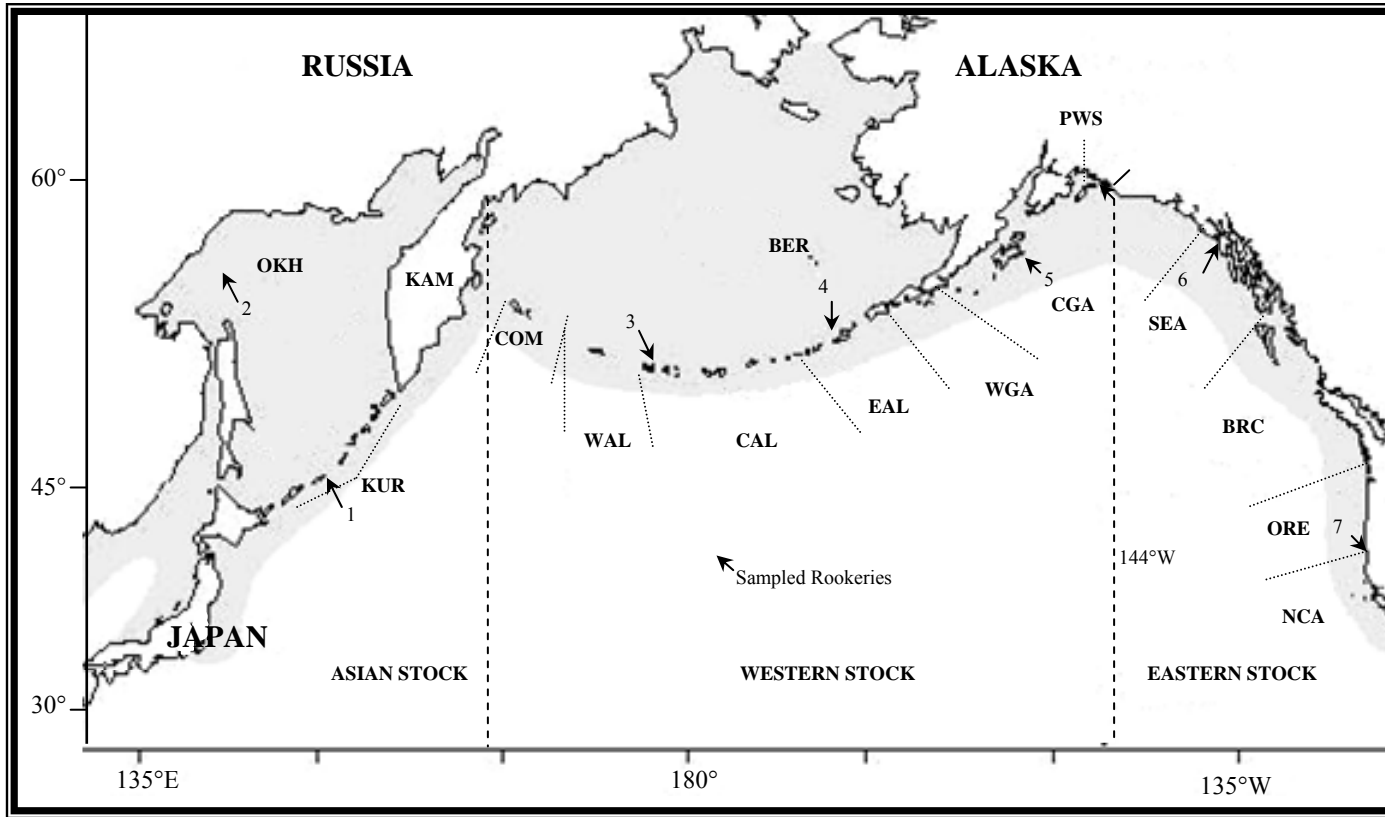 RUSSIA
ALASKA
PWS
60°
BER
OKH
KAM
2
4
5
6
CGA
SEA
3
COM
WGA
EAL
BRC
WAL
CAL
45°
KUR
1
ORE
7
144°W
Sampled Rookeries
NCA
JAPAN
ASIAN STOCK
WESTERN STOCK
EASTERN STOCK
30°
135°E
180°
135°W